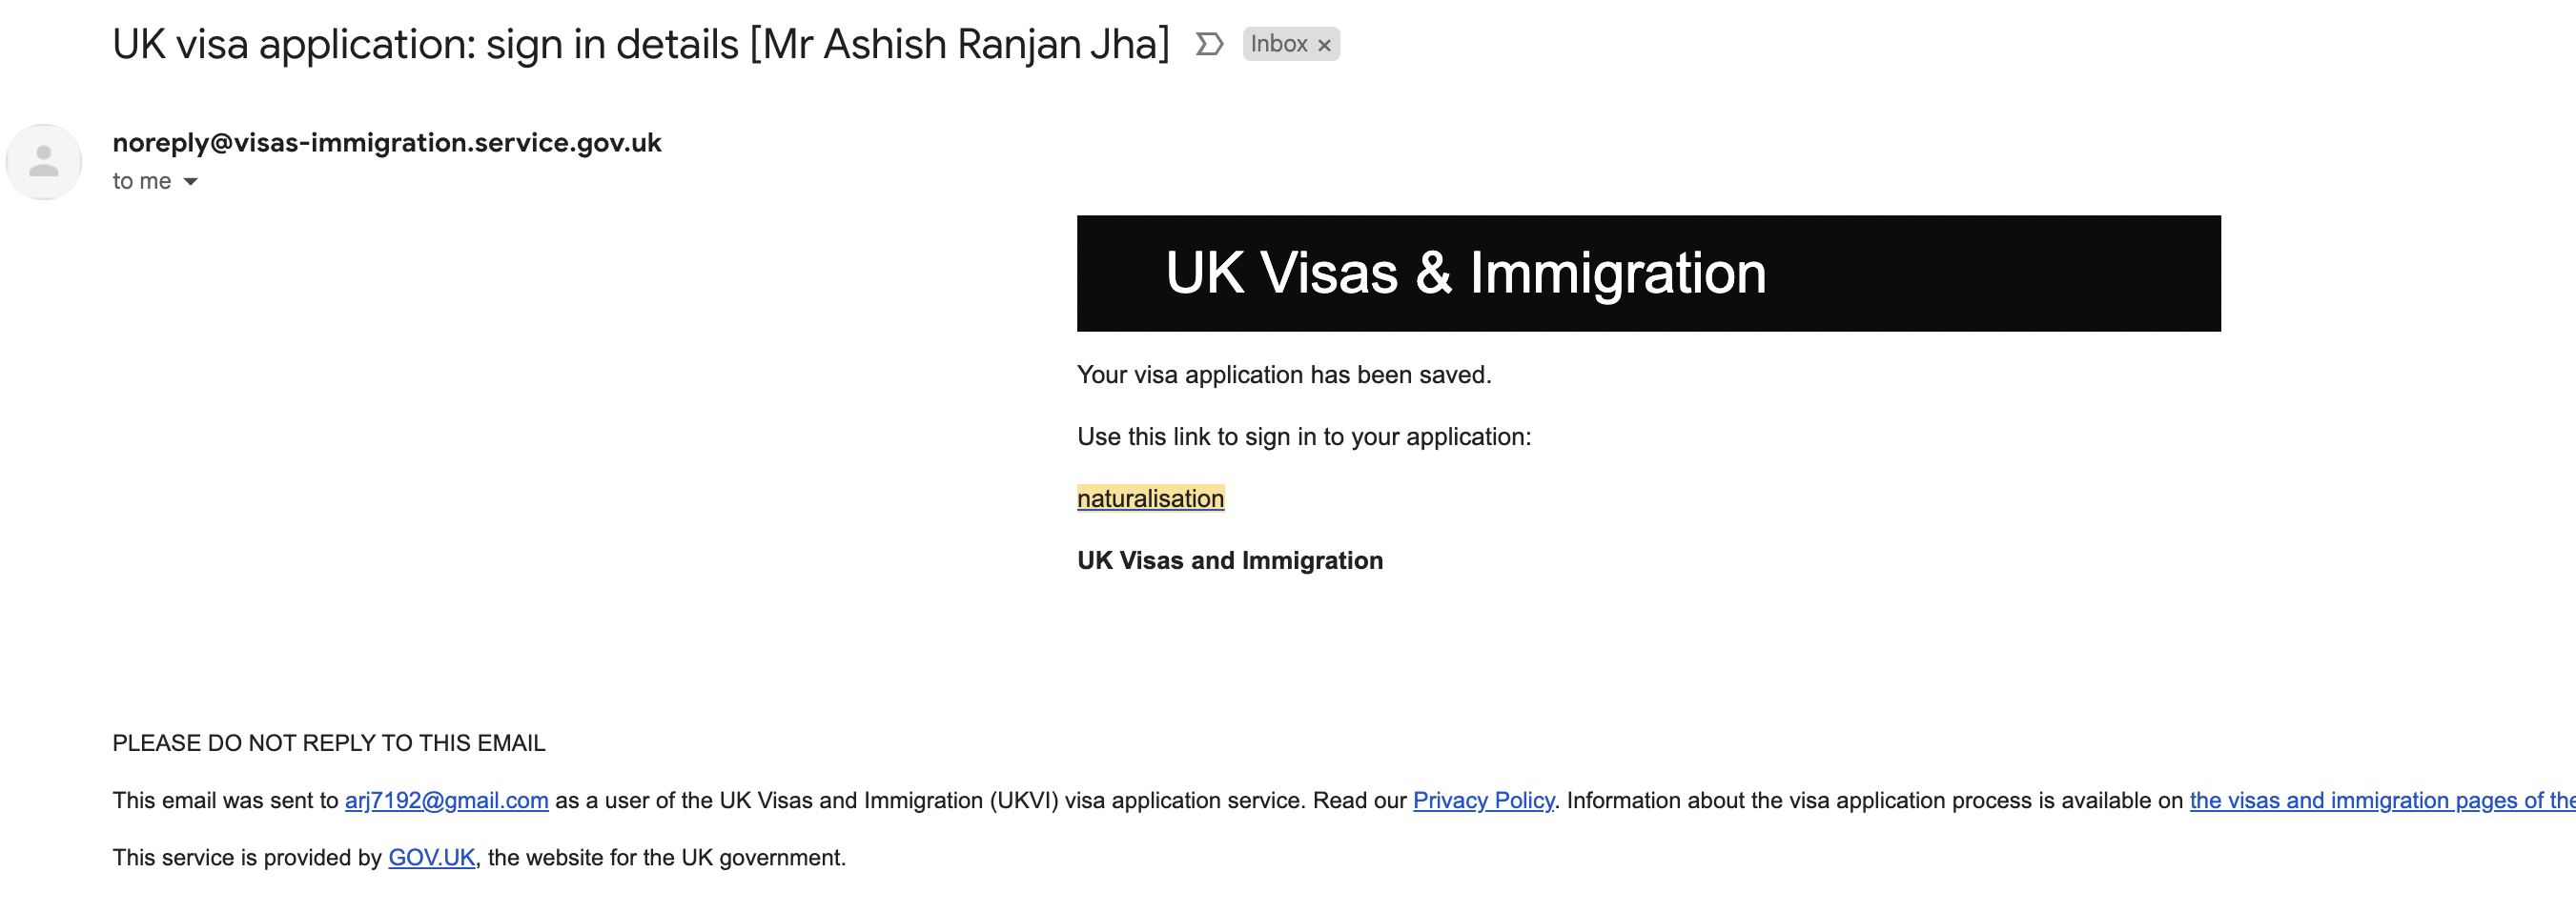 UK visa application: sign in details [Mr Ashish Ranjan Jha] Inbox ×
noreply@visas-immigration.service.gov.uk
to me
UK Visas & Immigration
Your visa application has been saved.
Use this link to sign in to your application:
naturalisation
UK Visas and Immigration
PLEASE DO NOT REPLY TO THIS EMAIL
This email was sent to arj7192@gmail.com as a user of the UK Visas and Immigration (UKVI) visa application service. Read our Privacy Policy. Information about the visa application process is available on the visas and immigration pages of the
This service is provided by GOV.UK, the website for the UK government.